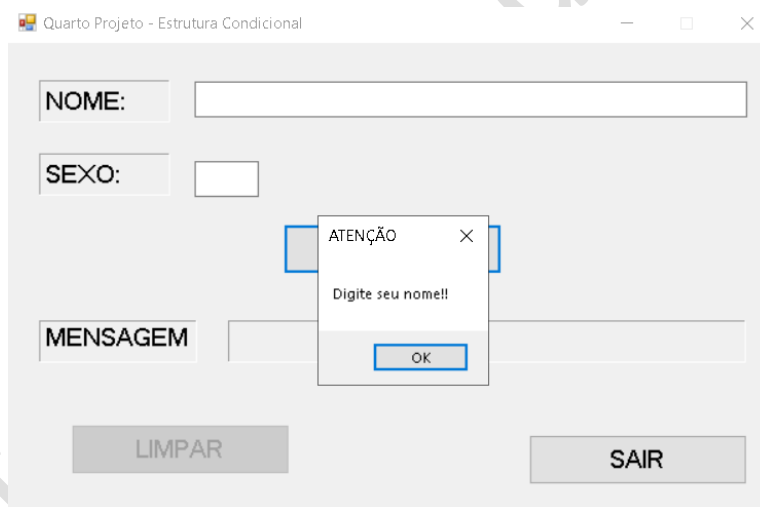 Quarto Projeto - Estrutura Condicional
NOME:
SEXO:
ATENÇÃO
Digite seu nome!!
OK
MENSAGEM
LIMPAR
SAIR